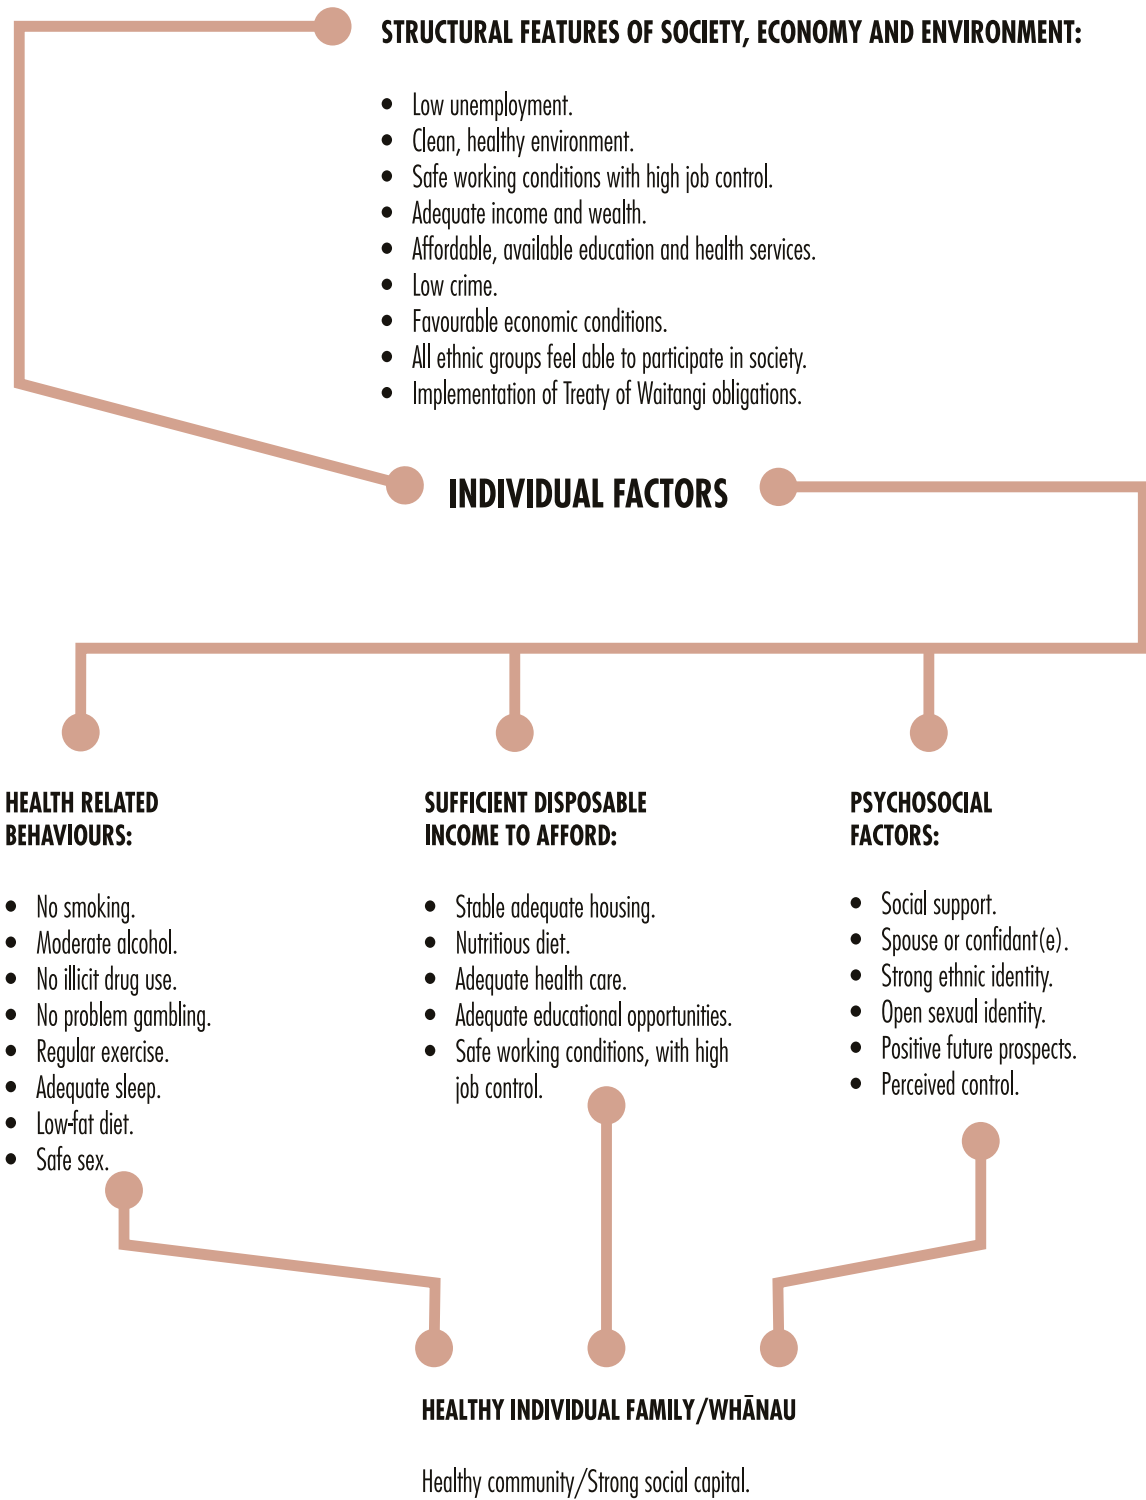 STRUCTURAL FEATURES OF SOCIETY, ECONOMY AND ENVIRONMENT:
• Low unemployment.
• Clean, healthy environment.
• Safe working conditions with high job control.
• Adequate income and wealth.
• Affordable, available education and health services.
• Low crime.
• Favourable economic conditions.
• All ethnic groups feel able to participate in society.
• Implementation of Treaty of Waitangi obligations.
INDIVIDUAL FACTORS
HEALTH RELATED
BEHAVIOURS:
• No smoking.
• Moderate alcohol.
• No illicit drug use.
• No problem gambling.
• Regular exercise.
• Adequate sleep.
• Low-fat diet.
• Safe sex.
SUFFICIENT DISPOSABLE
INCOME TO AFFORD:
• Stable adequate housing.
• Nutritious diet.
• Adequate health care.
• Adequate educational opportunities.
• Safe working conditions, with high
job control.
PSYCHOSOCIAL
FACTORS:
• Social support.
• Spouse or confidant(e).
• Strong ethnic identity.
• Open sexual identity.
• Positive future prospects.
• Perceived control.
HEALTHY INDIVIDUAL FAMILY/WHĀNAU
Healthy community/Strong social capital.